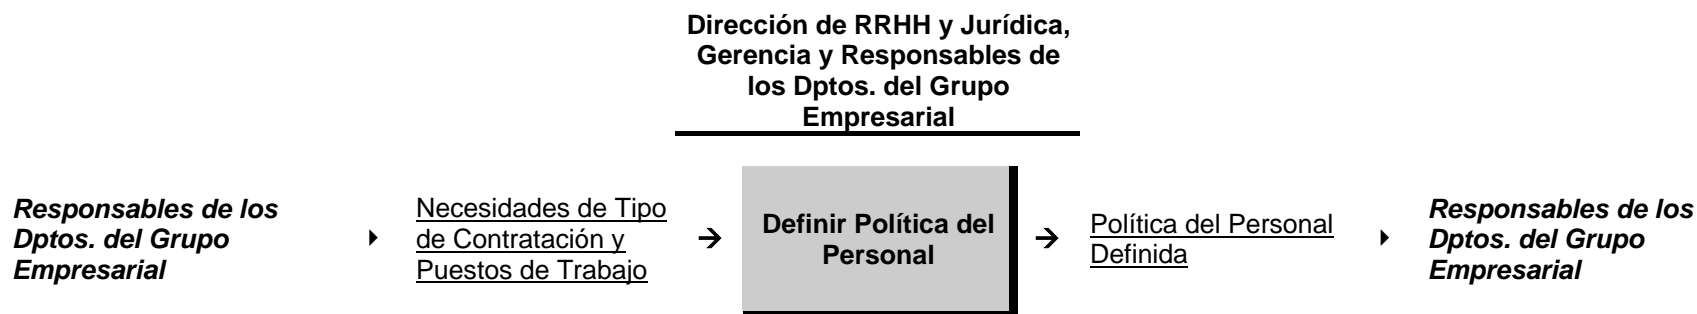 Dirección de RRHH y Jurídica,
Gerencia y Responsables de
los Dptos. del Grupo
Empresarial
Responsables de los
Dptos. del Grupo
Empresarial
Necesidades de Tipo
de Contratación y
Puestos de Trabajo
Definir Política del
Personal
Política del Personal
Definida
Responsables de los
Dptos. del Grupo
Empresarial